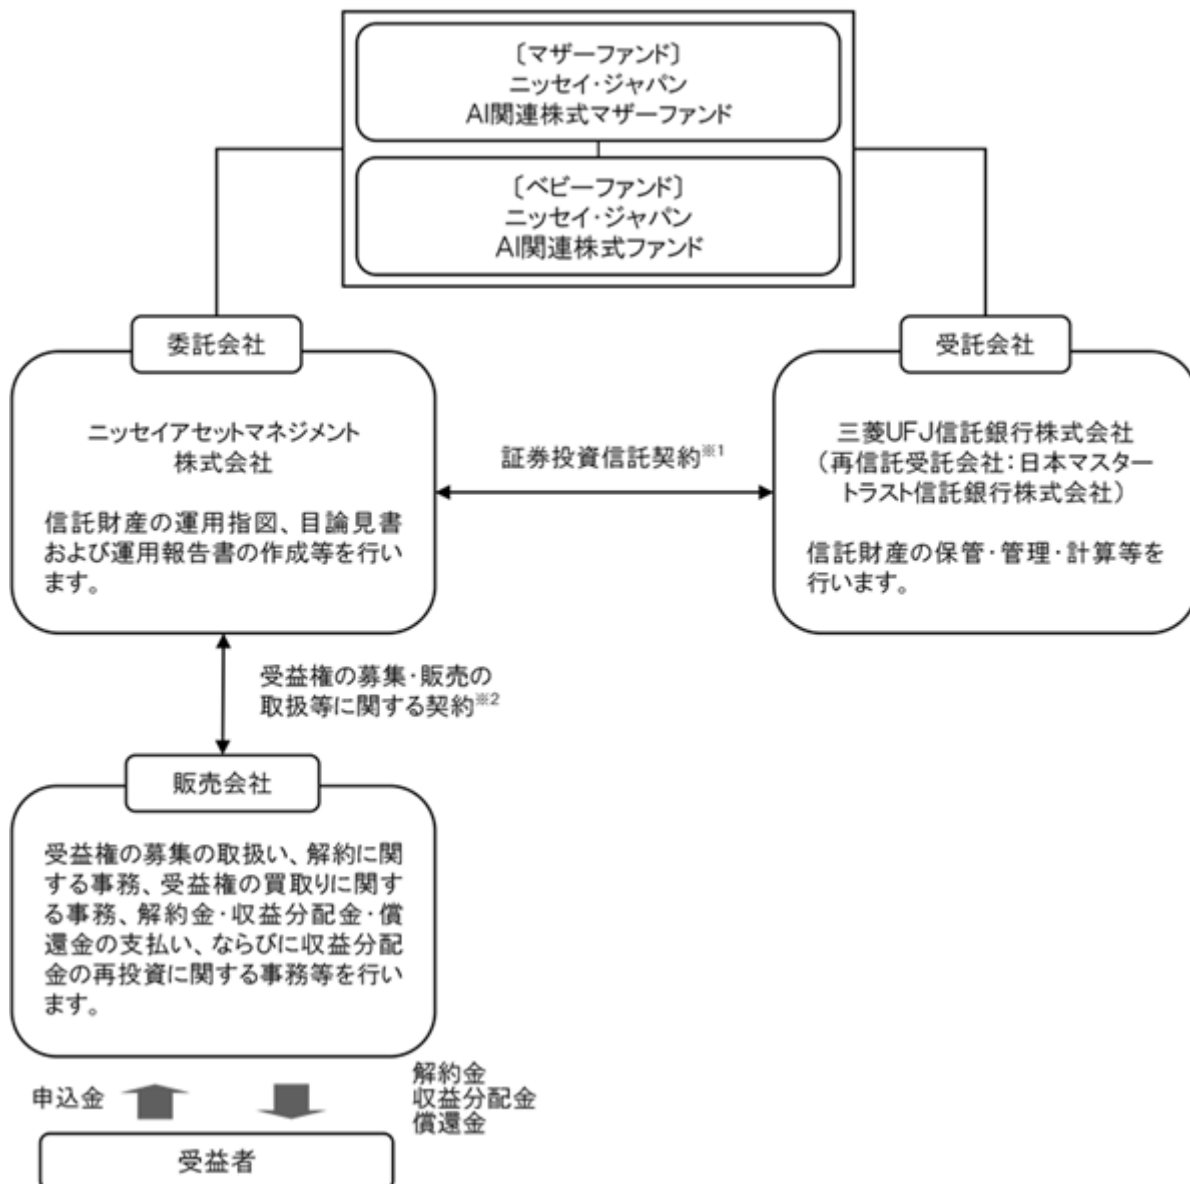 〔マザーファンド〕
ニッセイ・ジャパン
AI関連株式マザーファンド
〔ベビーファンド〕
ニッセイ・ジャパン
AI関連株式ファンド
委託会社
ニッセイアセットマネジメント
株式会社
信託財産の運用指図、目論見書
および運用報告書の作成等を行い
ます。
証券投資信託契約※1
受託会社
三菱UFJ信託銀行株式会社
(再信託受託会社:日本マスター
トラスト信託銀行株式会社)
信託財産の保管・管理・計算等を
行います。
受益権の募集・販売の
取扱等に関する契約※2
販売会社
受益権の募集の取扱い、解約に関
する事務、受益権の買取りに関す
る事務、解約金・収益分配金・償
還金の支払い、ならびに収益分配
金の再投資に関する事務等を行い
ます。
申込金
解約金
収益分配金
償還金
受益者